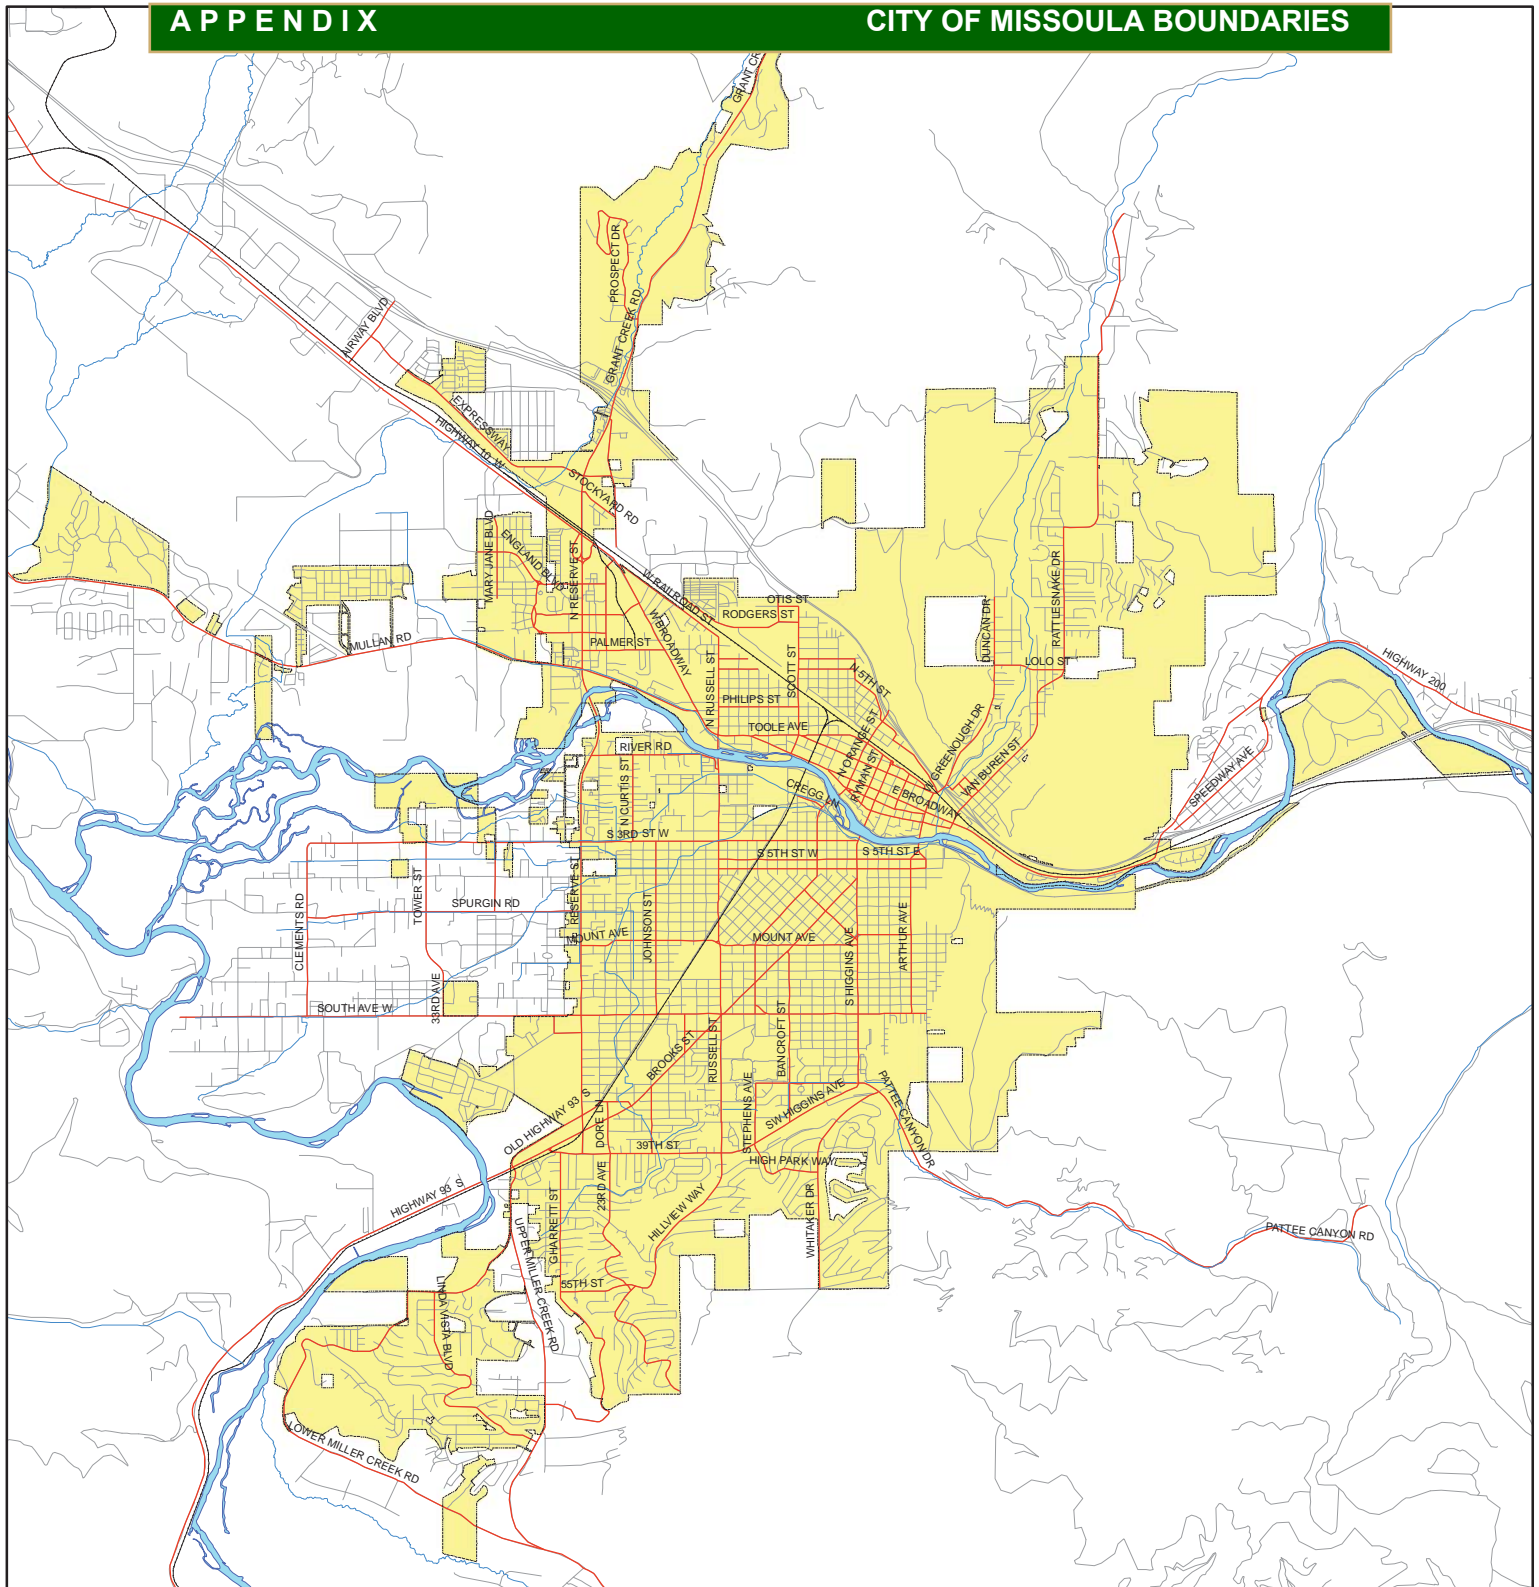 APPENDIX
CITY OF MISSOULA BOUNDARIES
GRANT CR
PROSPECT DR
GRANT CREEK RD
AIRWAY BLVD
EXPRESSWAY
HIGHWAY 10 W
STOCKYARD RD
MARY JANE BLVD
ENGLAND BLVD
N RESERVE ST
W RAILROAD ST
W BROADWAY
OTIS ST
RODGERS ST
PALMER ST
MULLAN RD
DUNCAN DR
RATTLESNAKE DR
LOLO ST
HIGHWAY 200
N RUSSELL ST
SCOTT ST
N 5TH ST
PHILIPS ST
TOOLE AVE
N ORANGE ST
RYMAN ST
GREENOUGH DR
VAN BUREN ST
E BROADWAY
SPEEDWAY AVE
RIVER RD
N CURTIS ST
CREGG LN
S 3RD ST W
S 5TH ST W
S 5TH ST E
RESERVE ST
TOWER ST
SPURGIN RD
CLEMENTS RD
JOHNSON ST
MOUNT AVE
MOUNT AVE
S HIGGINS AVE
ARTHUR AVE
33RD AVE
SOUTH AVE W
BROOKS ST
RUSSELL ST
BANCROFT ST
STEPHENS AVE
SW HIGGINS AVE
PATTEE CANYON DR
OLD HIGHWAY 93 S
DORE LN
39TH ST
HIGH PARK WAY
HIGHWAY 93 S
GHARRETT ST
23RD AVE
HILLVIEW WAY
WHITAKER DR
PATTEE CANYON RD
UPPER MILLER CREEK RD
55TH ST
LINDA VISTA BLVD
LOWER MILLER CREEK RD